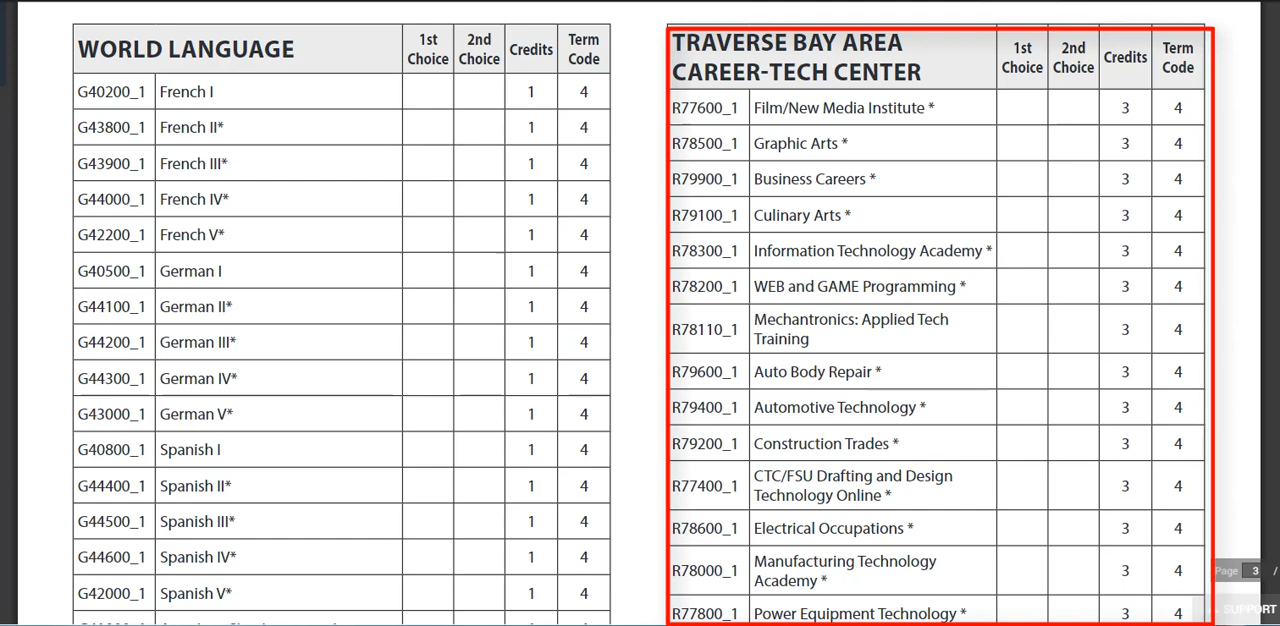 WORLD LANGUAGE 1st Choice 2nd Choice Credits Term Code
G40200_1 French I 1 4
G43800_1 French II* 1 4
G43900_1 French III* 1 4
G44000_1 French IV* 1 4
G42200_1 French V* 1 4
G40500_1 German I 1 4
G44100_1 German II* 1 4
G44200_1 German III* 1 4
G44300_1 German IV* 1 4
G43000_1 German V* 1 4
G40800_1 Spanish I 1 4
G44400_1 Spanish II* 1 4
G44500_1 Spanish III* 1 4
G44600_1 Spanish IV* 1 4
G42000_1 Spanish V* 1 4
TRAVERSE BAY AREA
CAREER-TECH CENTER 1st Choice 2nd Choice Credits Term Code
R77600_1 Film/New Media Institute * 3 4
R78500_1 Graphic Arts * 3 4
R79900_1 Business Careers * 3 4
R79100_1 Culinary Arts * 3 4
R78300_1 Information Technology Academy * 3 4
R78200_1 WEB and GAME Programming * 3 4
R78110_1 Mechantronics: Applied Tech
Training 3 4
R79600_1 Auto Body Repair * 3 4
R79400_1 Automotive Technology * 3 4
R79200_1 Construction Trades * 3 4
R77400_1 CTC/FSU Drafting and Design
Technology Online * 3 4
R78600_1 Electrical Occupations * 3 4
R78000_1 Manufacturing Technology
Academy * 3 4
R77800_1 Power Equipment Technology * 3 4
Page 3 /
SUPPORT